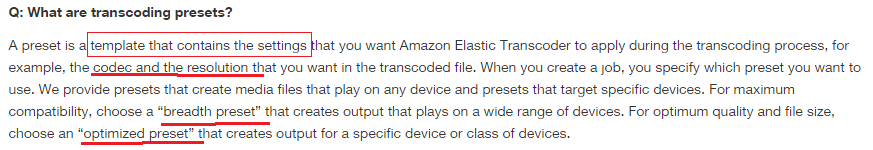 Q: What are transcoding presets?
A preset is a template that contains the settings that you want Amazon Elastic Transcoder to apply during the transcoding process, for
example, the codec and the resolution that you want in the transcoded file. When you create a job, you specify which preset you want to
use. We provide presets that create media files that play on any device and presets that target specific devices. For maximum
compatibility, choose a “breadth preset” that creates output that plays on a wide range of devices. For optimum quality and file size,
choose an “optimized preset” that creates output for a specific device or class of devices.